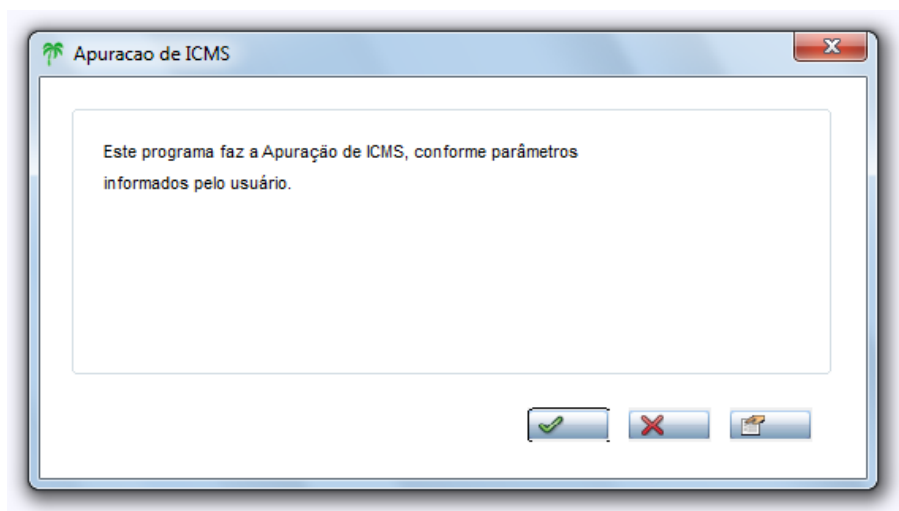 Apuracao de ICMS
Este programa faz a Apuração de ICMS, conforme parâmetros
informados pelo usuário.